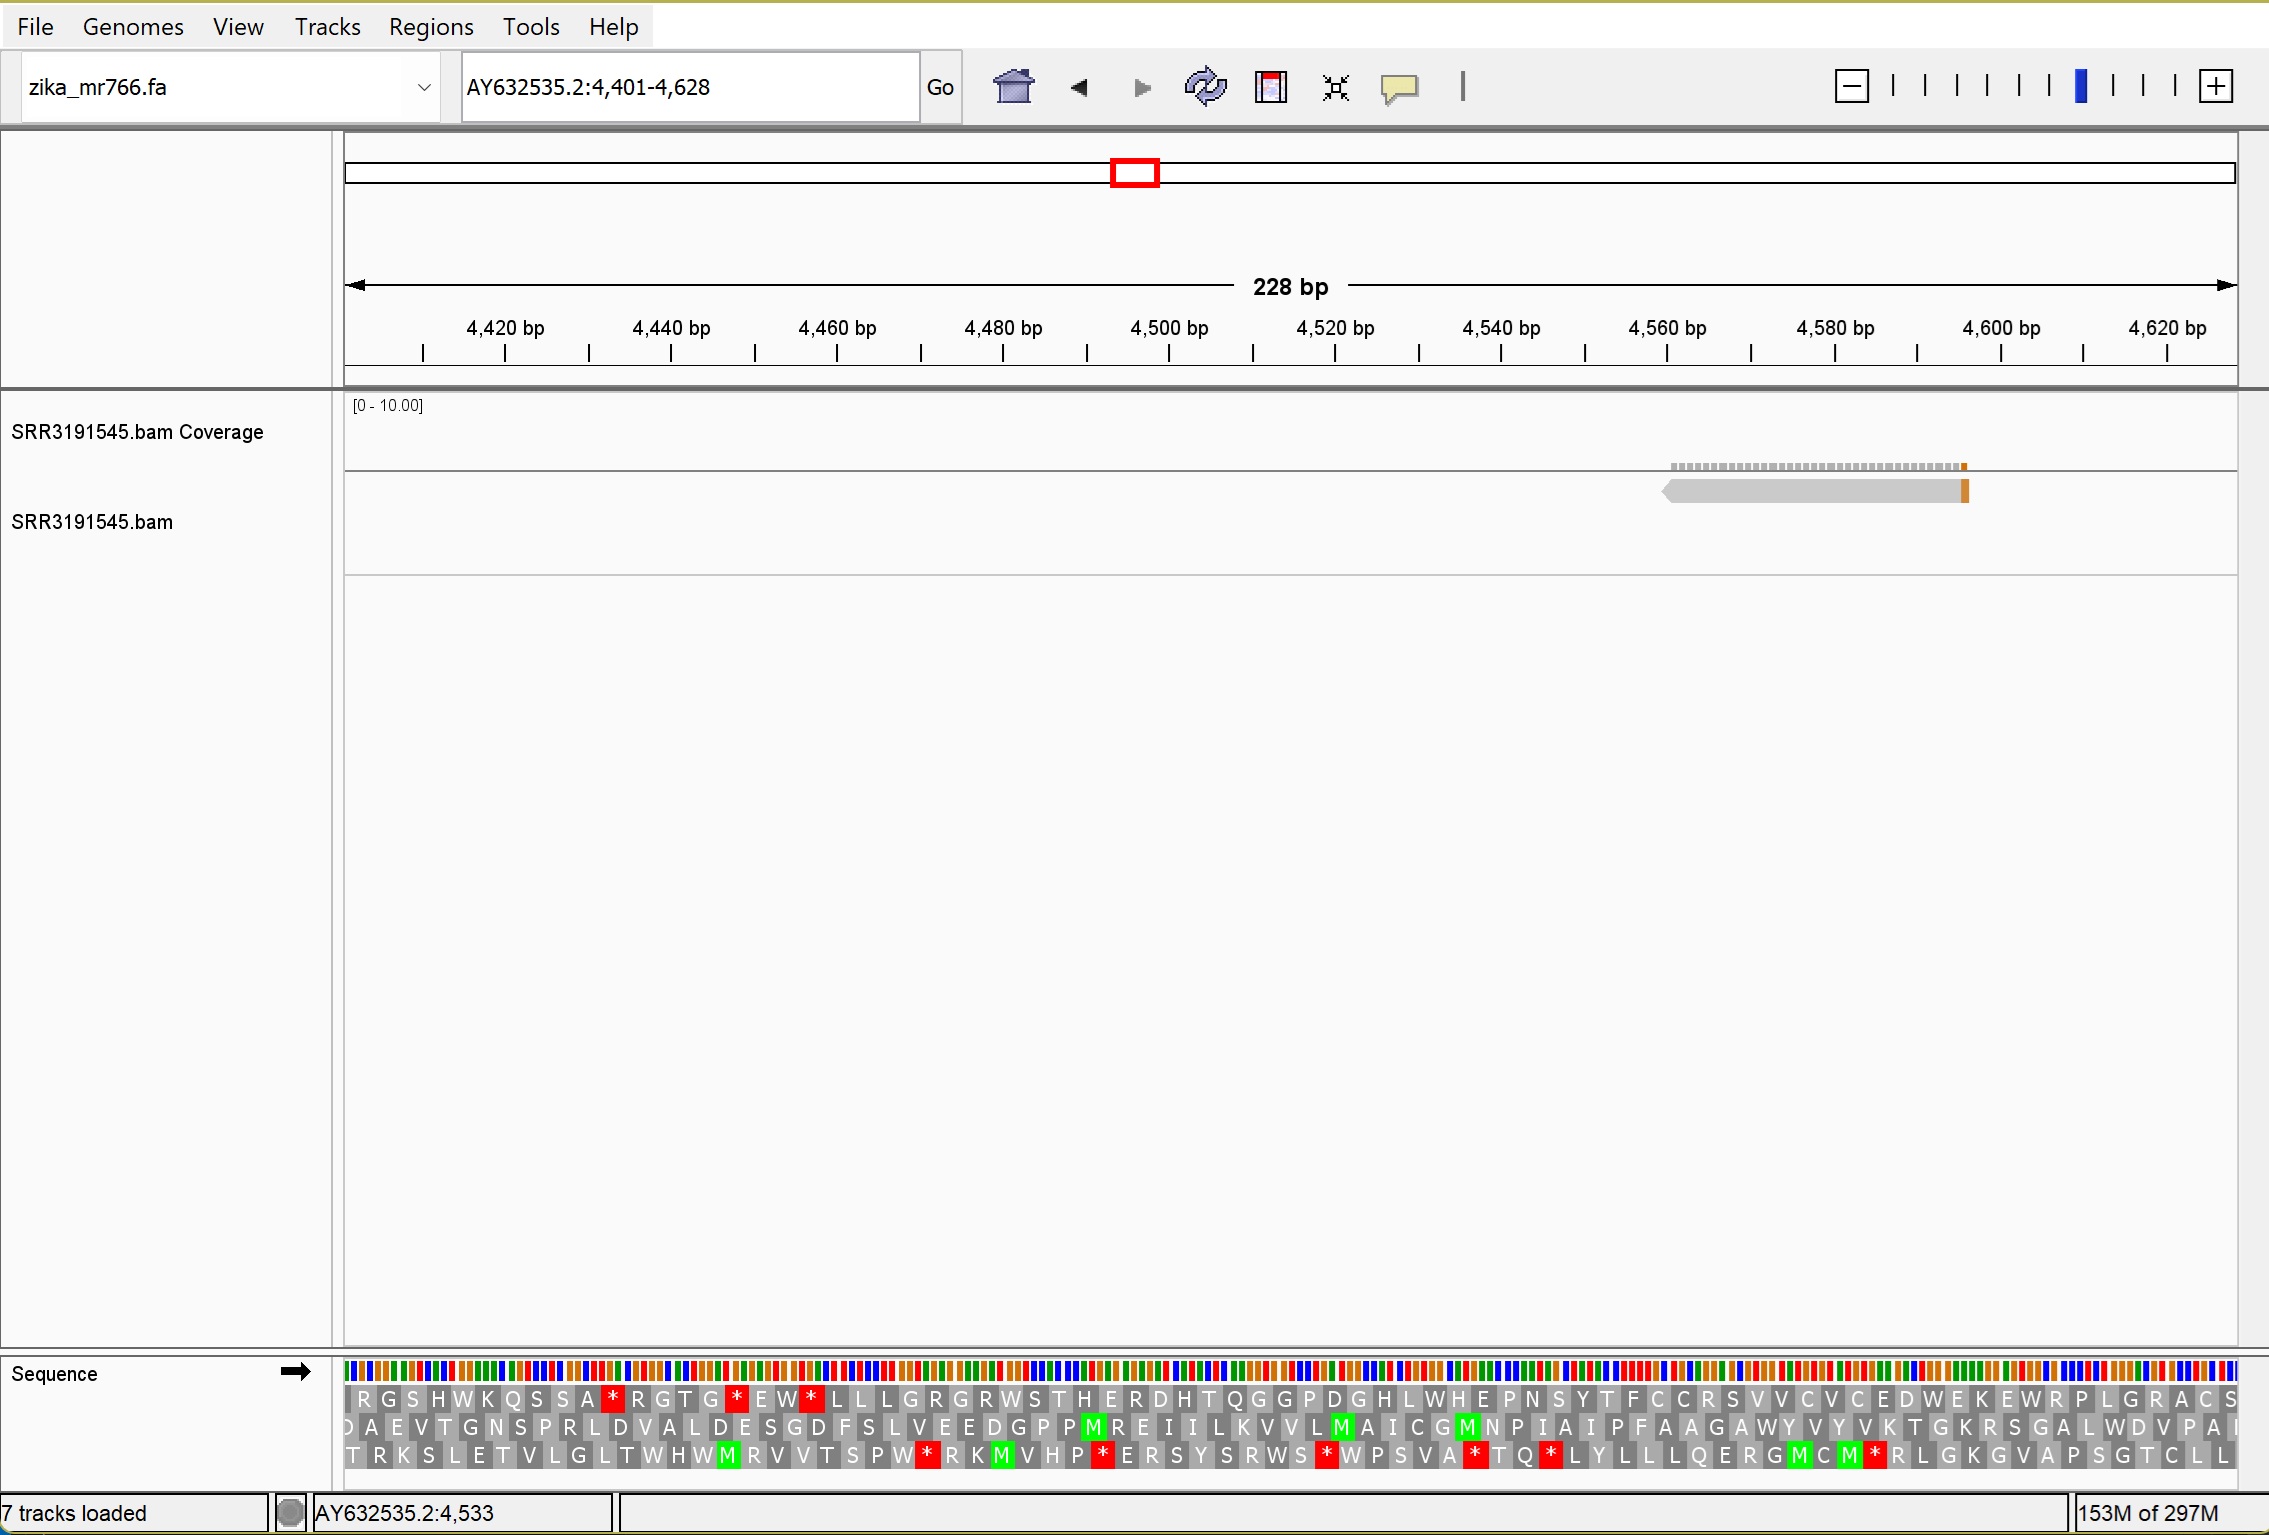 File Genomes View Tracks Regions Tools Help
zika_mr766.fa AY632535.2:4,401-4,628 Go
228 bp
4,420 bp 4,440 bp 4,460 bp 4,480 bp 4,500 bp 4,520 bp 4,540 bp 4,560 bp 4,580 bp 4,600 bp 4,620 bp
[0 - 10.00]
SRR3191545.bam Coverage
SRR3191545.bam
Sequence
R G S H W K Q S S A * R G T G * E W * L L L G R G R W S T H E R D H T Q G G P D G H L W H E P N S Y T F C C R S V V C V C E D W E K E W R P L G R A C S
D A E V T G N S P R L D V A L D E S G D F S L V E E D G P P M R E I I L K V V L M A I C G M N P I A I P F A A G A W Y V Y V K T G K R S G A L W D V P A
T R K S L E T V L G L T W H W M R V V T S P W * R K M V H P * E R S Y S R W S * W P S V A * T Q * L Y L L L Q E R G M C M * R L G K G V A P S G T C L L
7 tracks loaded AY632535.2:4,533 153M of 297M